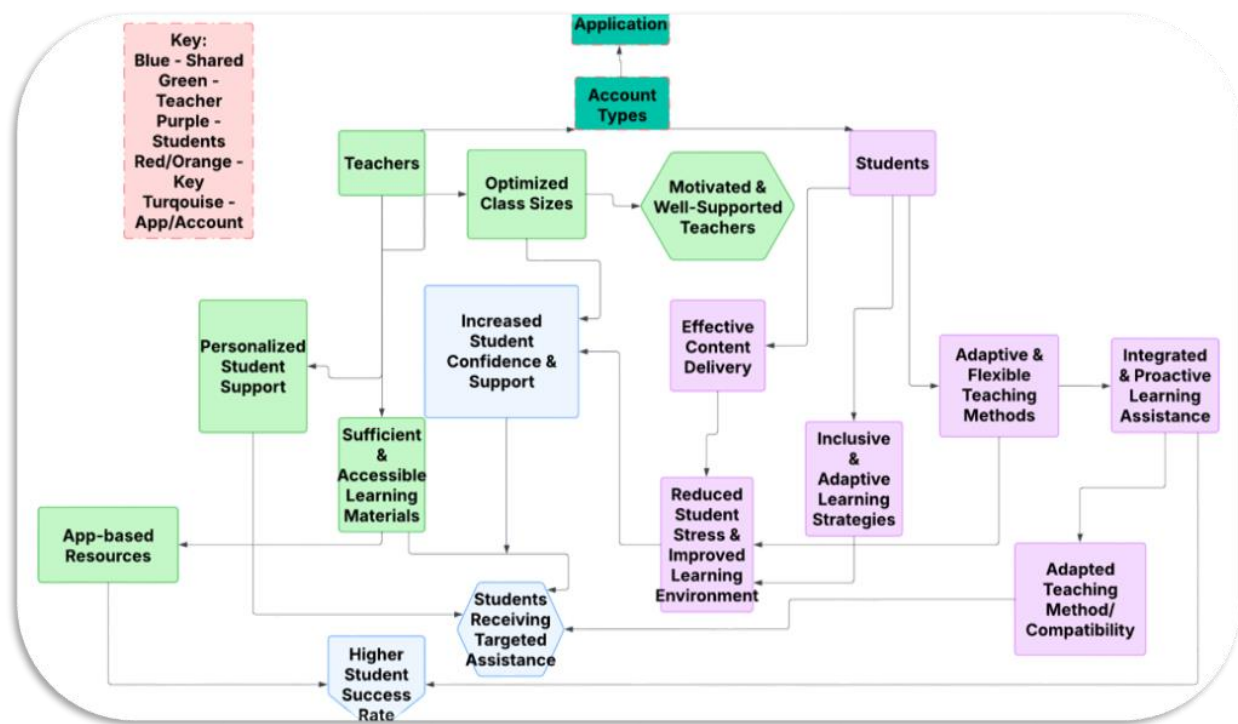 Key:
Blue - Shared
Green -
Teacher
Purple -
Students
Red/Orange -
Key
Turqouise -
App/Account
Application
Account
Types
Teachers
Optimized
Class Sizes
Motivated &
Well-Supported
Teachers
Students
Personalized
Student
Support
Increased
Student
Confidence &
Support
Effective
Content
Delivery
Adaptive &
Flexible
Teaching
Methods
Integrated
& Proactive
Learning
Assistance
Sufficient
&
Accessible
Learning
Materials
Inclusive
&
Adaptive
Learning
Strategies
App-based
Resources
Reduced
Student
Stress &
Improved
Learning
Environment
Adapted
Teaching
Method/
Compatibility
Students
Receiving
Targeted
Assistance
Higher
Student
Success
Rate